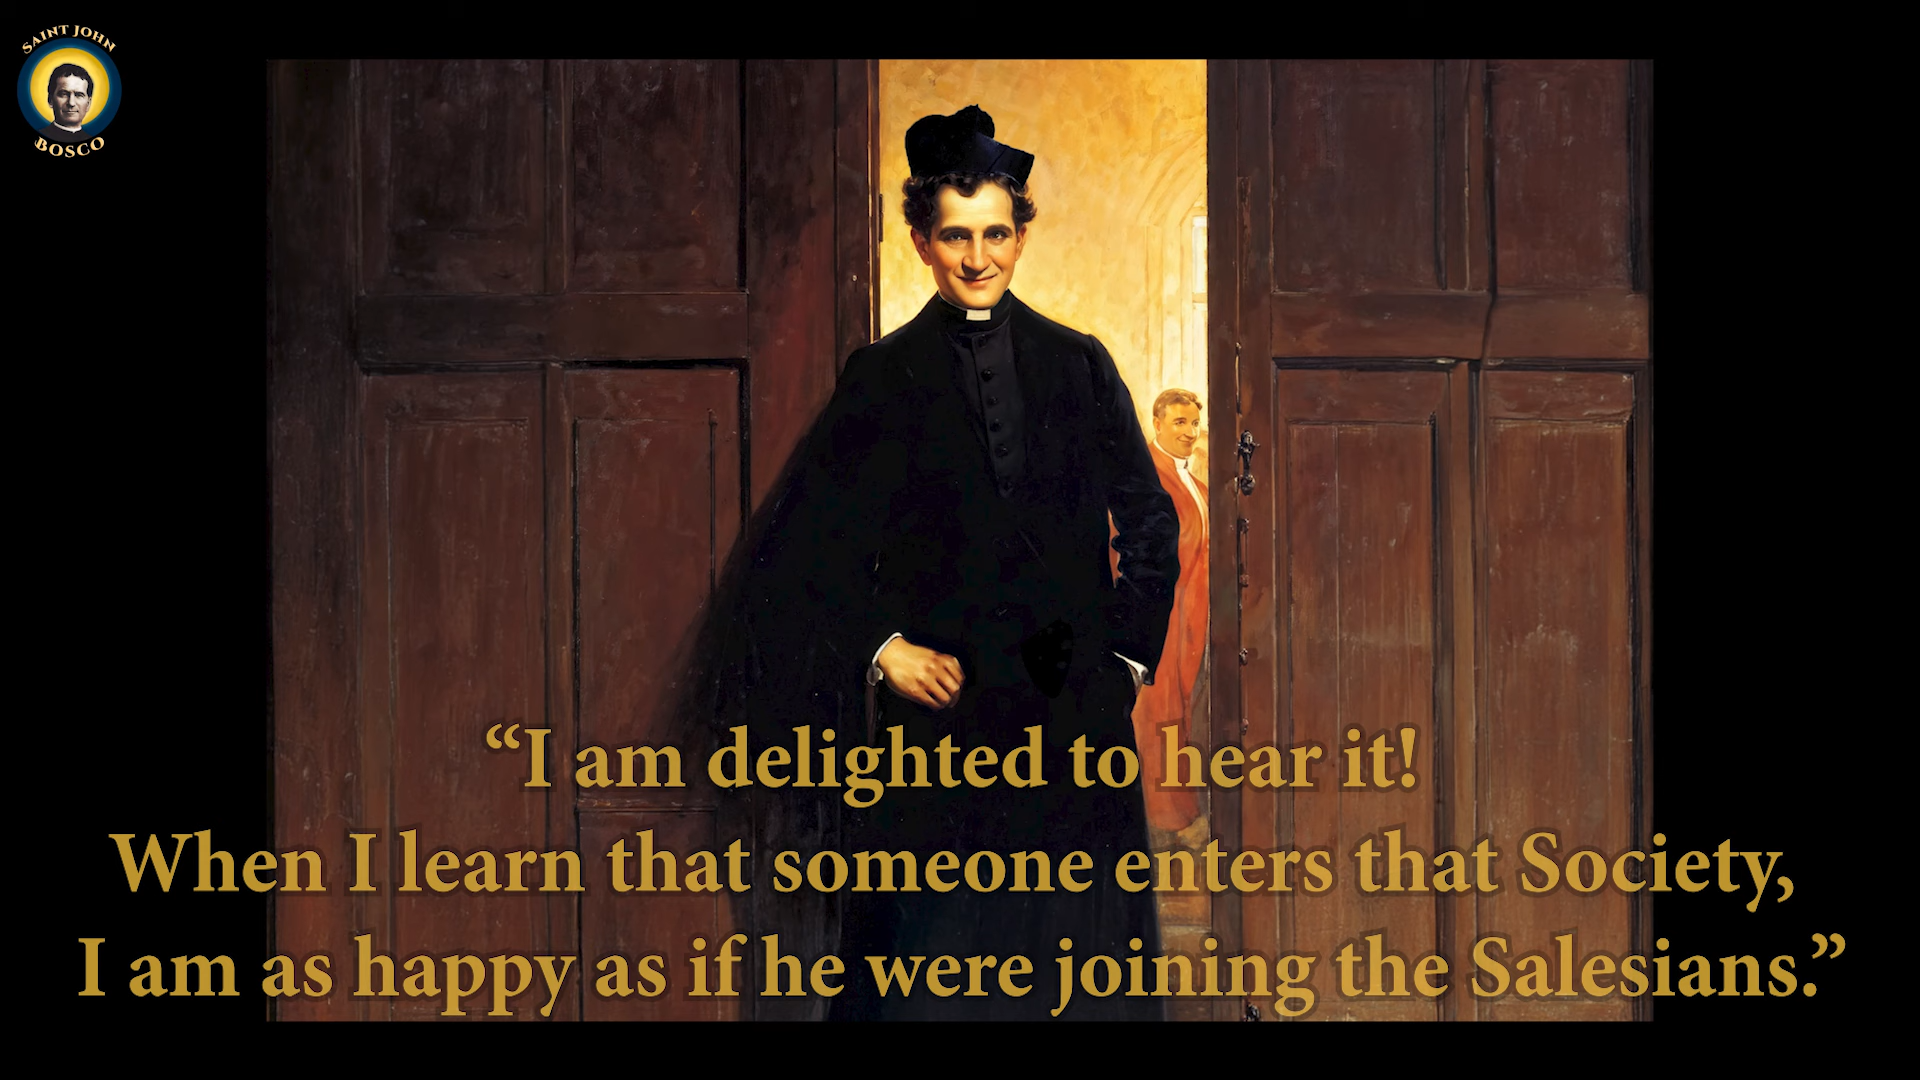 SAINT JOHN
BOSCO
“I am delighted to hear it!
When I learn that someone enters that Society,
I am as happy as if he were joining the Salesians.”